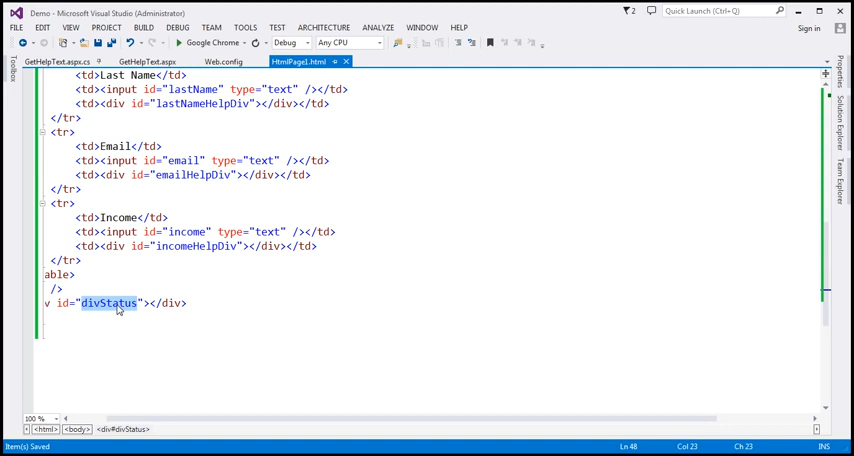 Demo - Microsoft Visual Studio (Administrator)
2
Quick Launch (Ctrl+Q)
FILE EDIT VIEW PROJECT BUILD DEBUG TEAM TOOLS TEST ARCHITECTURE ANALYZE WINDOW HELP
Sign in
Google Chrome Debug Any CPU
GetHelpText.aspx.cs GetHelpText.aspx Web.config HtmlPage1.html
Toolbox
Properties
Solution Explorer
Team Explorer
<td>Last Name</td>
<td><input id="lastName" type="text" /></td>
<td><div id="lastNameHelpDiv"></div></td>
</tr>
<tr>
<td>Email</td>
<td><input id="email" type="text" /></td>
<td><div id="emailHelpDiv"></div></td>
</tr>
<tr>
<td>Income</td>
<td><input id="income" type="text" /></td>
<td><div id="incomeHelpDiv"></div></td>
</tr>
able>
/>
v id="divStatus"></div>
100 %
<html> <body> <div#divStatus>
Item(s) Saved Ln 48 Col 23 Ch 23 INS